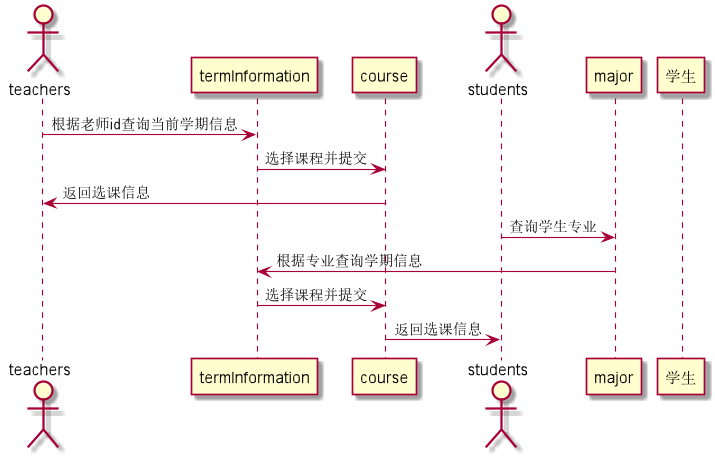 teachers
termInformation
course
students
major
学生
根据老师id查询当前学期信息
选择课程并提交
返回选课信息
查询学生专业
根据专业查询学期信息
选择课程并提交
返回选课信息
teachers
termInformation
course
students
major
学生